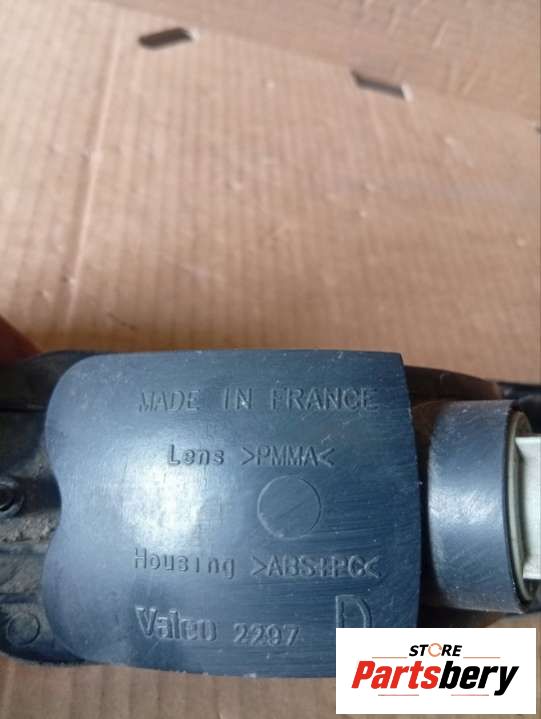 MADE IN FRANCE
Lens >PMMA<
Housing >ABS+PC<
Valeo 2297 D
STORE
Partsbery